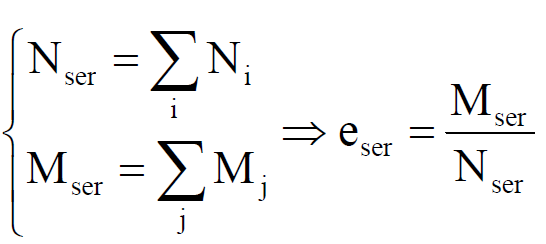 N_ser = ∑_i N_i
M_ser = ∑_j M_j
⇒ e_ser = M_ser / N_ser